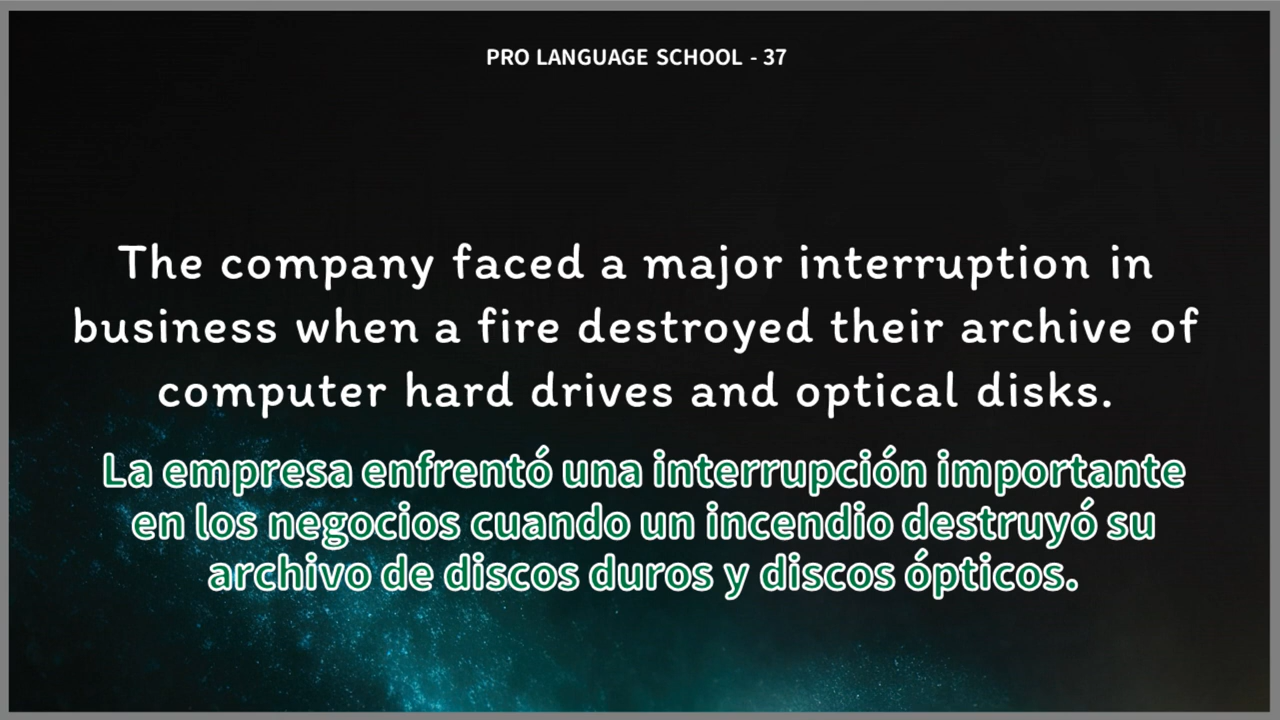 PRO LANGUAGE SCHOOL - 37
The company faced a major interruption in
business when a fire destroyed their archive of
computer hard drives and optical disks.
La empresa enfrentó una interrupción importante
en los negocios cuando un incendio destruyó su
archivo de discos duros y discos ópticos.